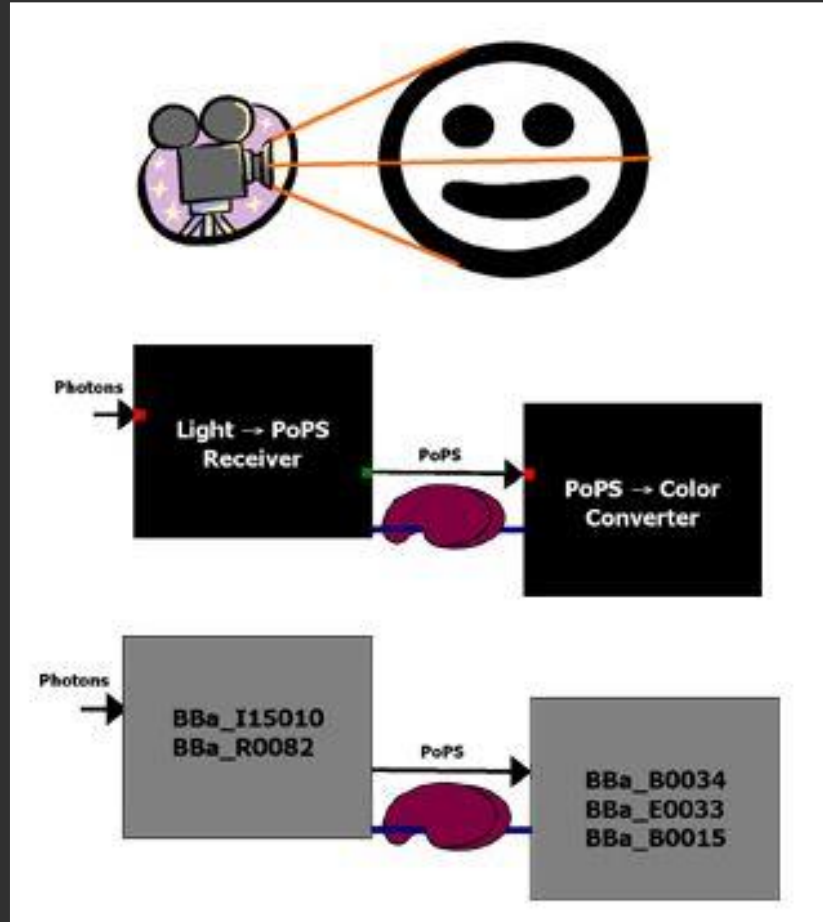 Photons
Light → PoPS
Receiver
PoPS
PoPS → Color
Converter
Photons
BBa_I15010
BBa_R0082
PoPS
BBa_B0034
BBa_E0033
BBa_B0015